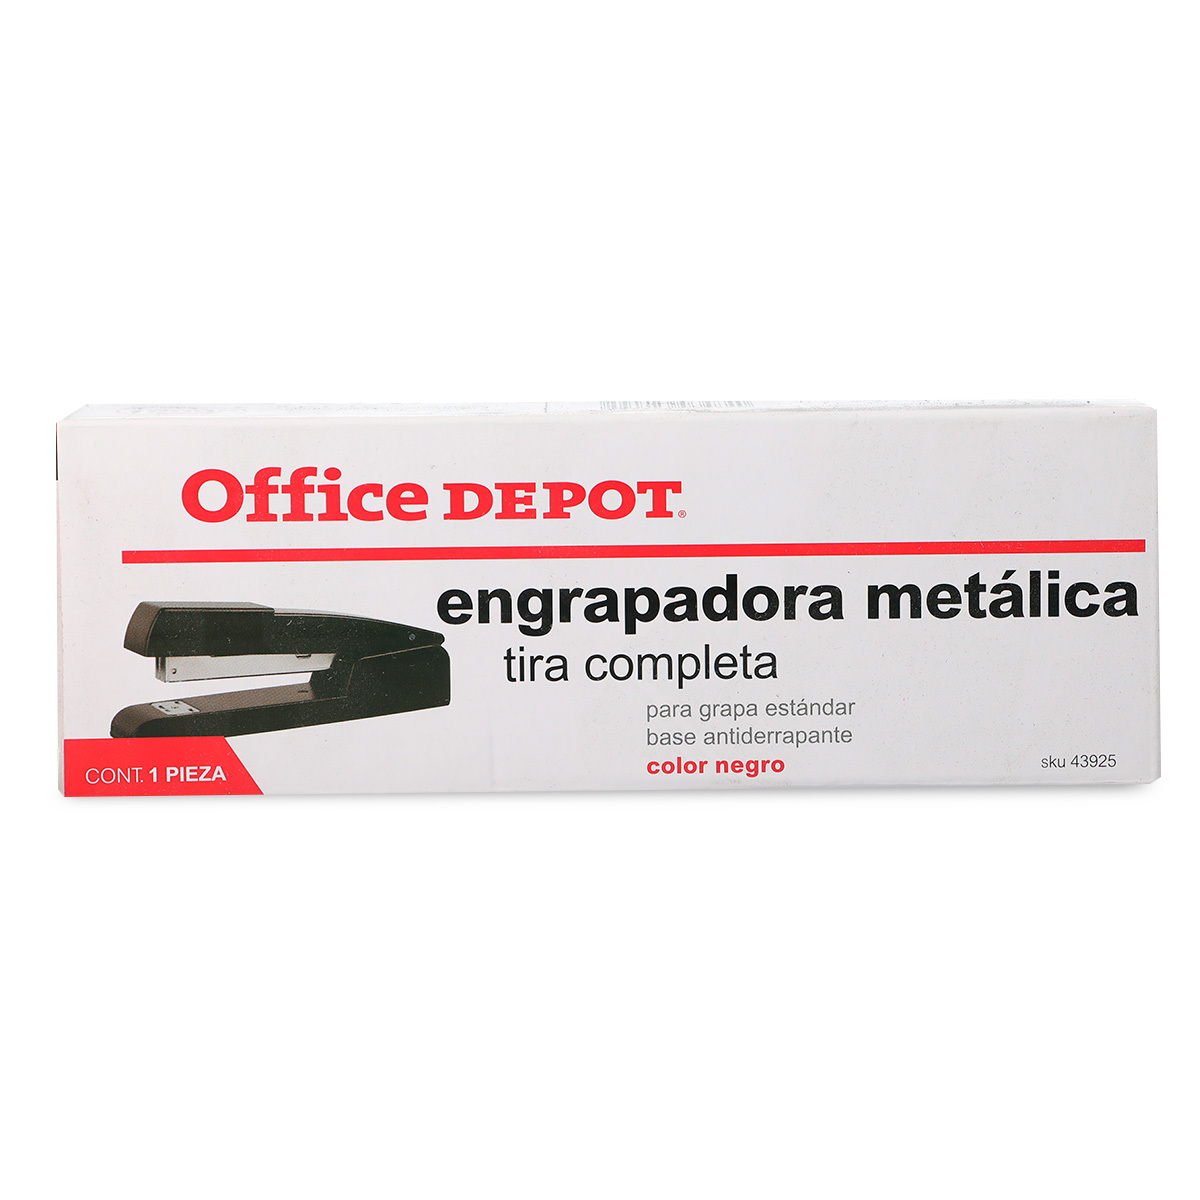 Office DEPOT®
engrapadora metálica
tira completa
para grapa estándar
base antiderrapante
color negro
sku 43925
CONT. 1 PIEZA